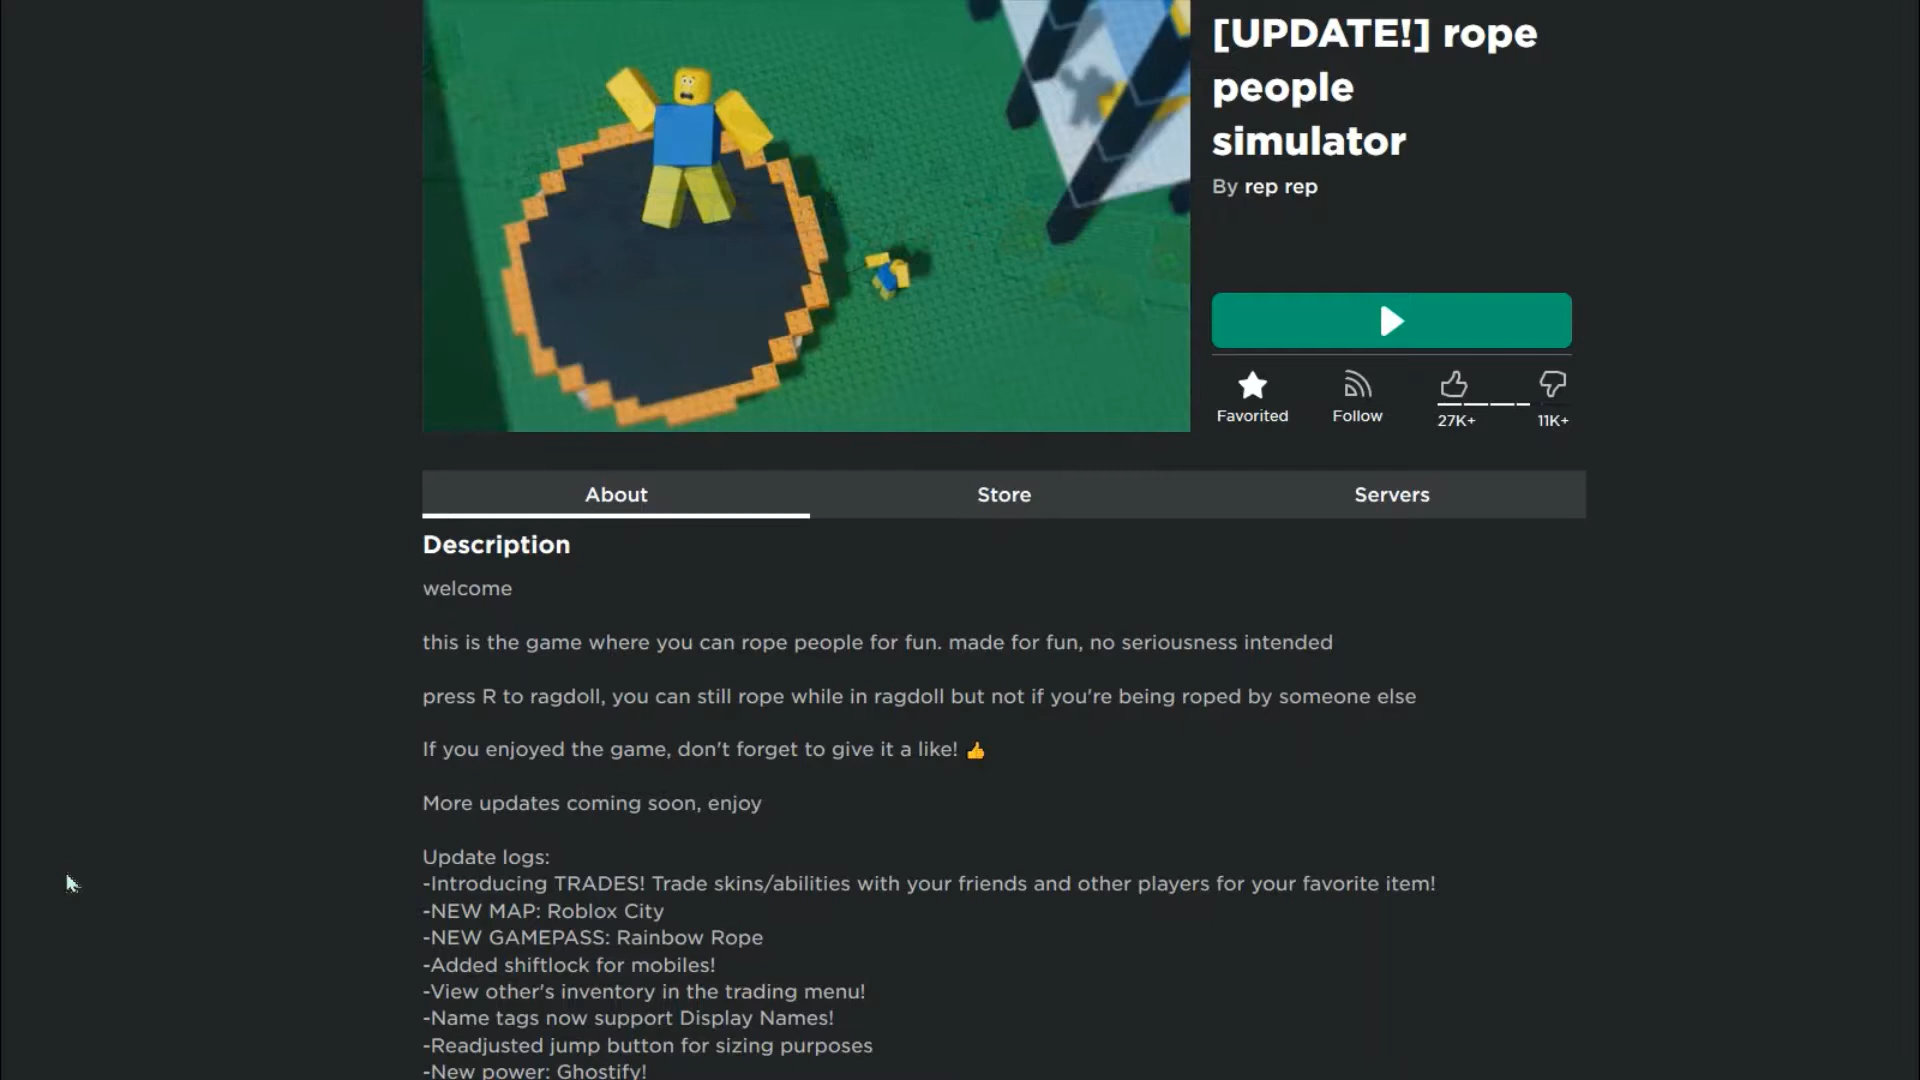 [UPDATE!] rope
people
simulator
By rep rep
Favorited
Follow
27K+
11K+
About
Store
Servers
Description
welcome
this is the game where you can rope people for fun. made for fun, no seriousness intended
press R to ragdoll, you can still rope while in ragdoll but not if you're being roped by someone else
If you enjoyed the game, don't forget to give it a like! 👍
More updates coming soon, enjoy
Update logs:
-Introducing TRADES! Trade skins/abilities with your friends and other players for your favorite item!
-NEW MAP: Roblox City
-NEW GAMEPASS: Rainbow Rope
-Added shiftlock for mobiles!
-View other's inventory in the trading menu!
-Name tags now support Display Names!
-Readjusted jump button for sizing purposes
-New power: Ghostify!